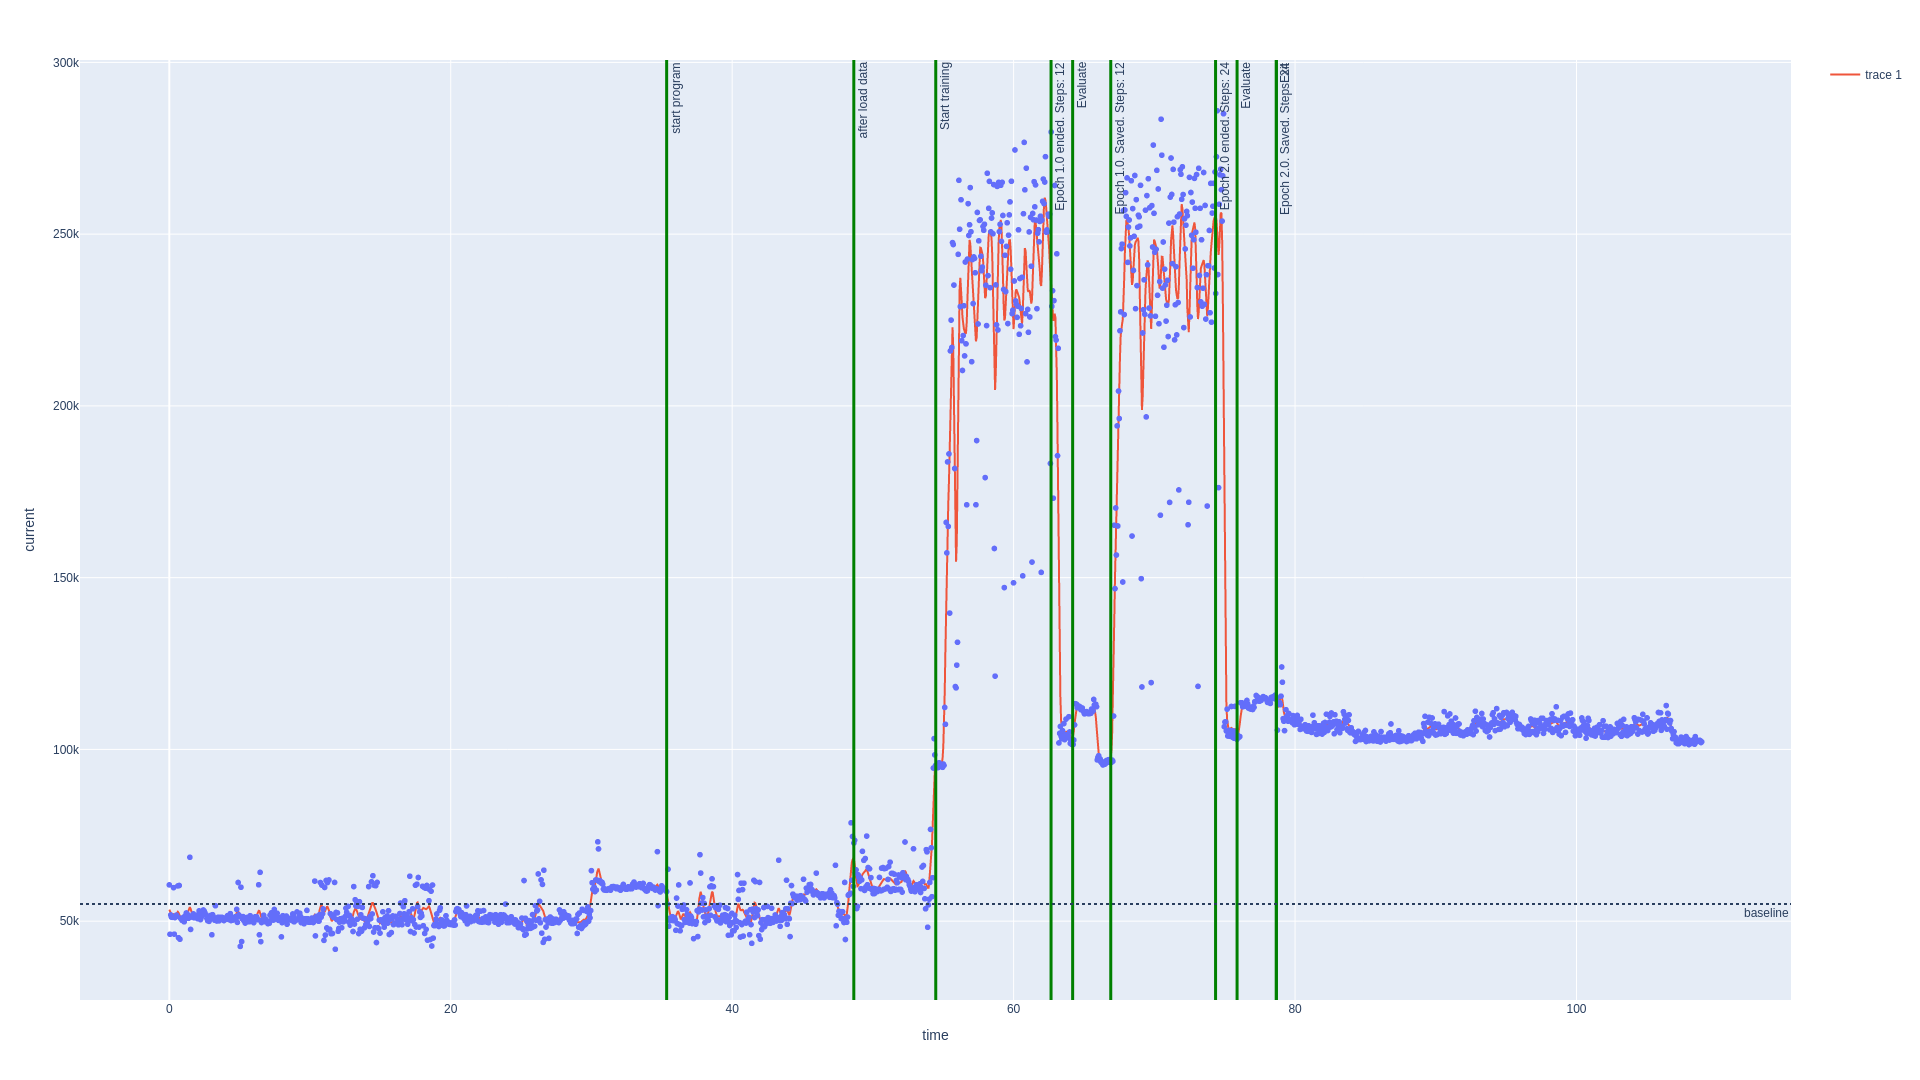 300k
250k
200k
150k
100k
50k
current
0
20
40
60
80
100
time
start program
after load data
Start training
Epoch 1.0 ended. Steps: 12
Evaluate
Epoch 1.0. Saved. Steps: 12
Epoch 2.0 ended. Steps: 24
Evaluate
Epoch 2.0. Saved. Steps: 24
Exit
baseline
trace 1